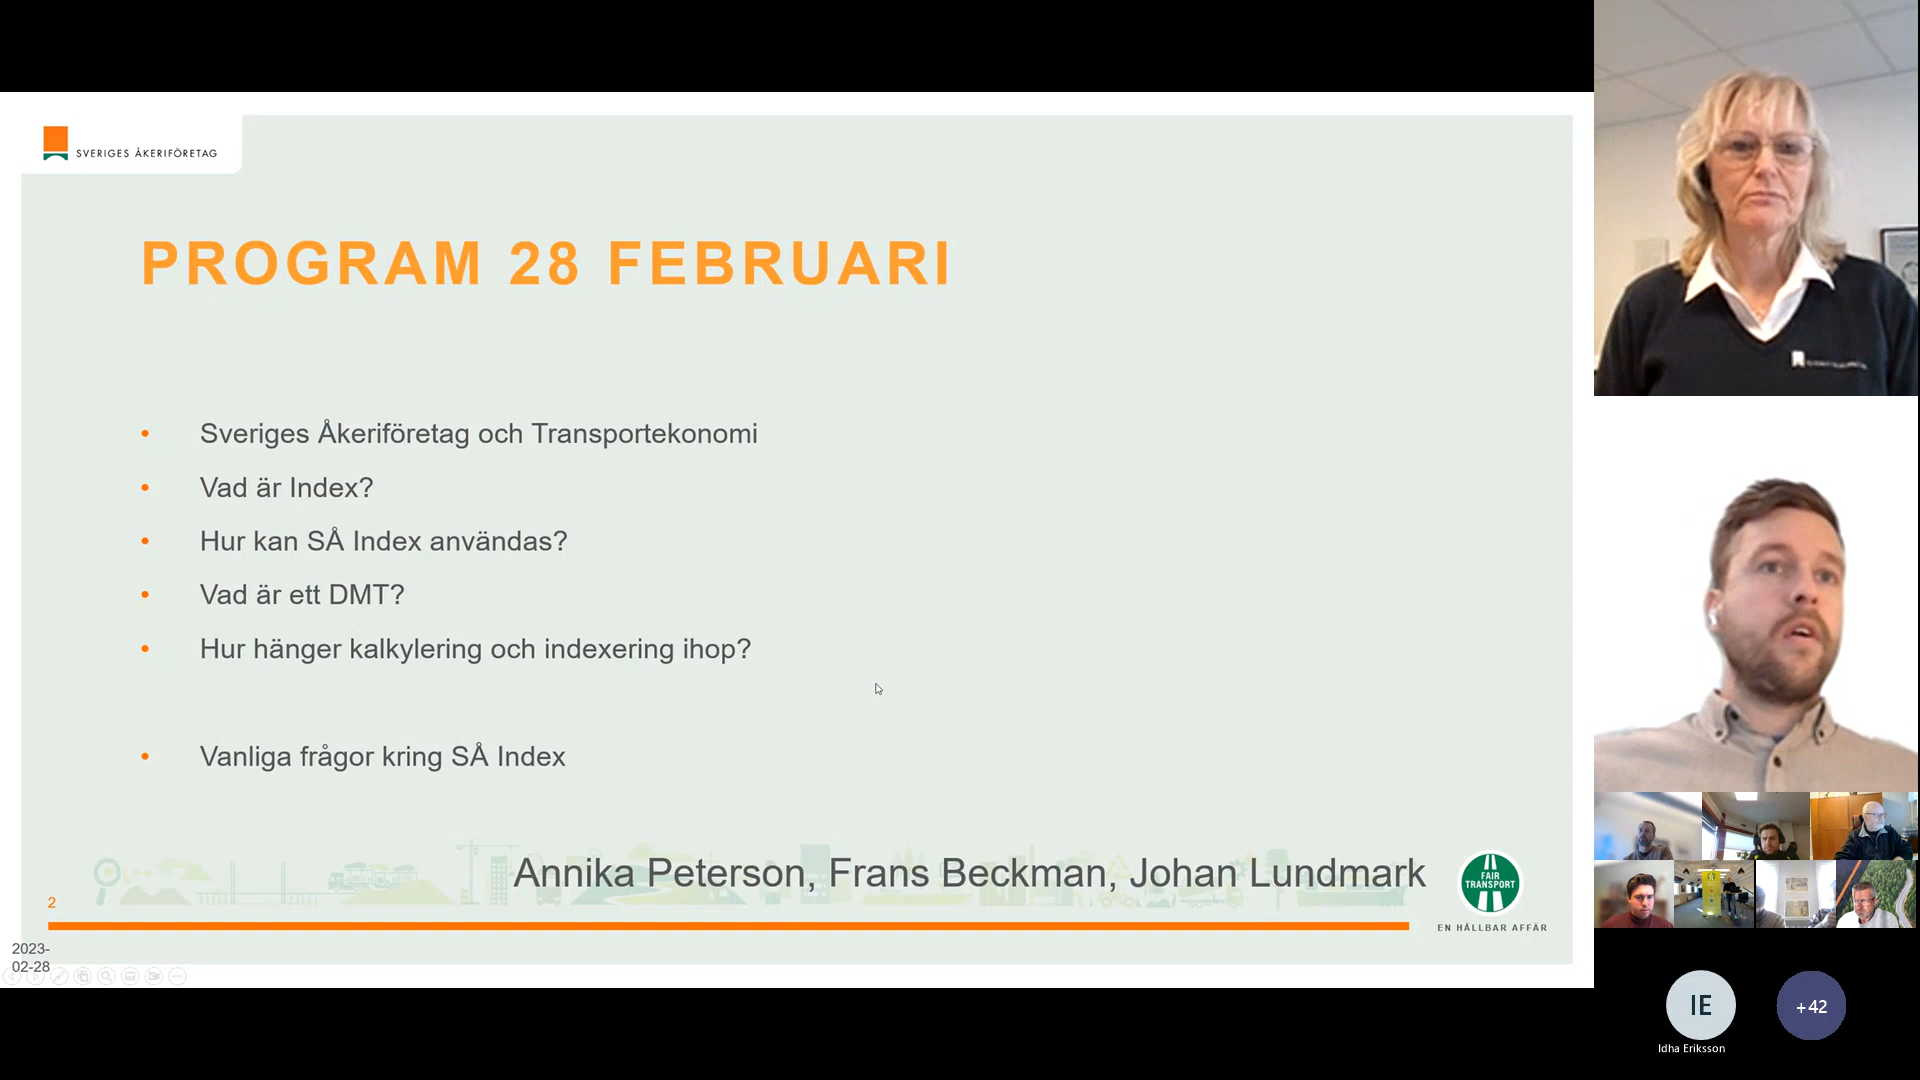 SVERIGES ÅKERIFÖRETAG
PROGRAM 28 FEBRUARI
• Sveriges Åkeriföretag och Transportekonomi
• Vad är Index?
• Hur kan SÅ Index användas?
• Vad är ett DMT?
• Hur hänger kalkylering och indexering ihop?
• Vanliga frågor kring SÅ Index
Annika Peterson, Frans Beckman, Johan Lundmark
FAIR
TRANSPORT
EN HÅLLBAR AFFÄR
2
2023-
02-28
IE
+42
Idha Eriksson